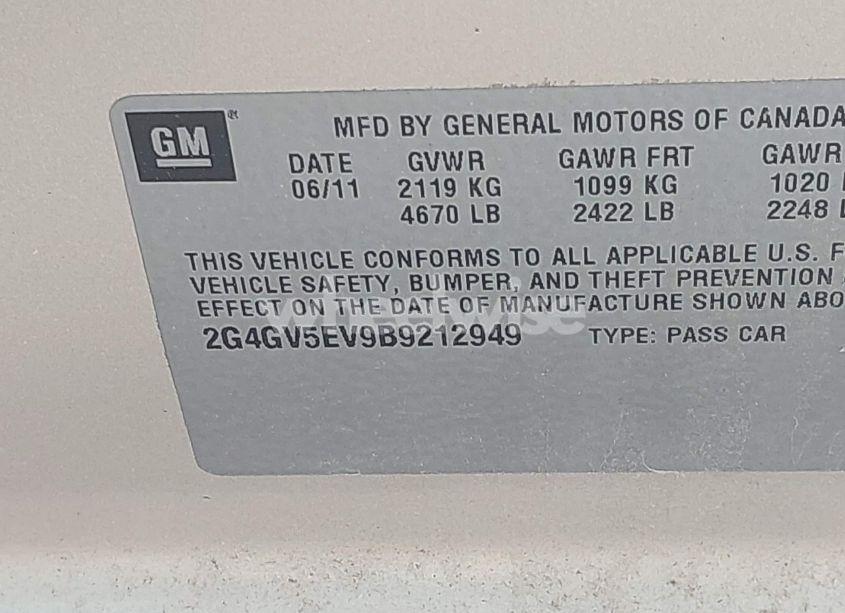 GM ®
MFD BY GENERAL MOTORS OF CANADA
DATE GVWR GAWR FRT GAWR
06/11 2119 KG 1099 KG 1020
4670 LB 2422 LB 2248 L
THIS VEHICLE CONFORMS TO ALL APPLICABLE U.S. F
VEHICLE SAFETY, BUMPER, AND THEFT PREVENTION
EFFECT ON THE DATE OF MANUFACTURE SHOWN ABO
wheelwise
2G4GV5EV9B9212949 TYPE: PASS CAR